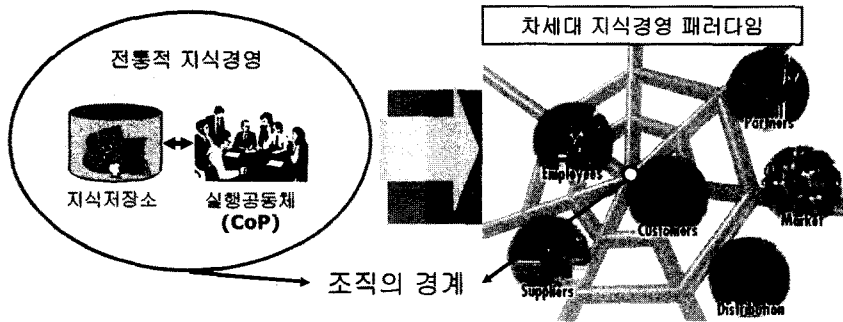 전통적 지식경영
지식저장소
실행공동체
(CoP)
차세대 지식경영 패러다임
Partners
Employees
Customers
Market
Suppliers
Distribution
조직의 경계